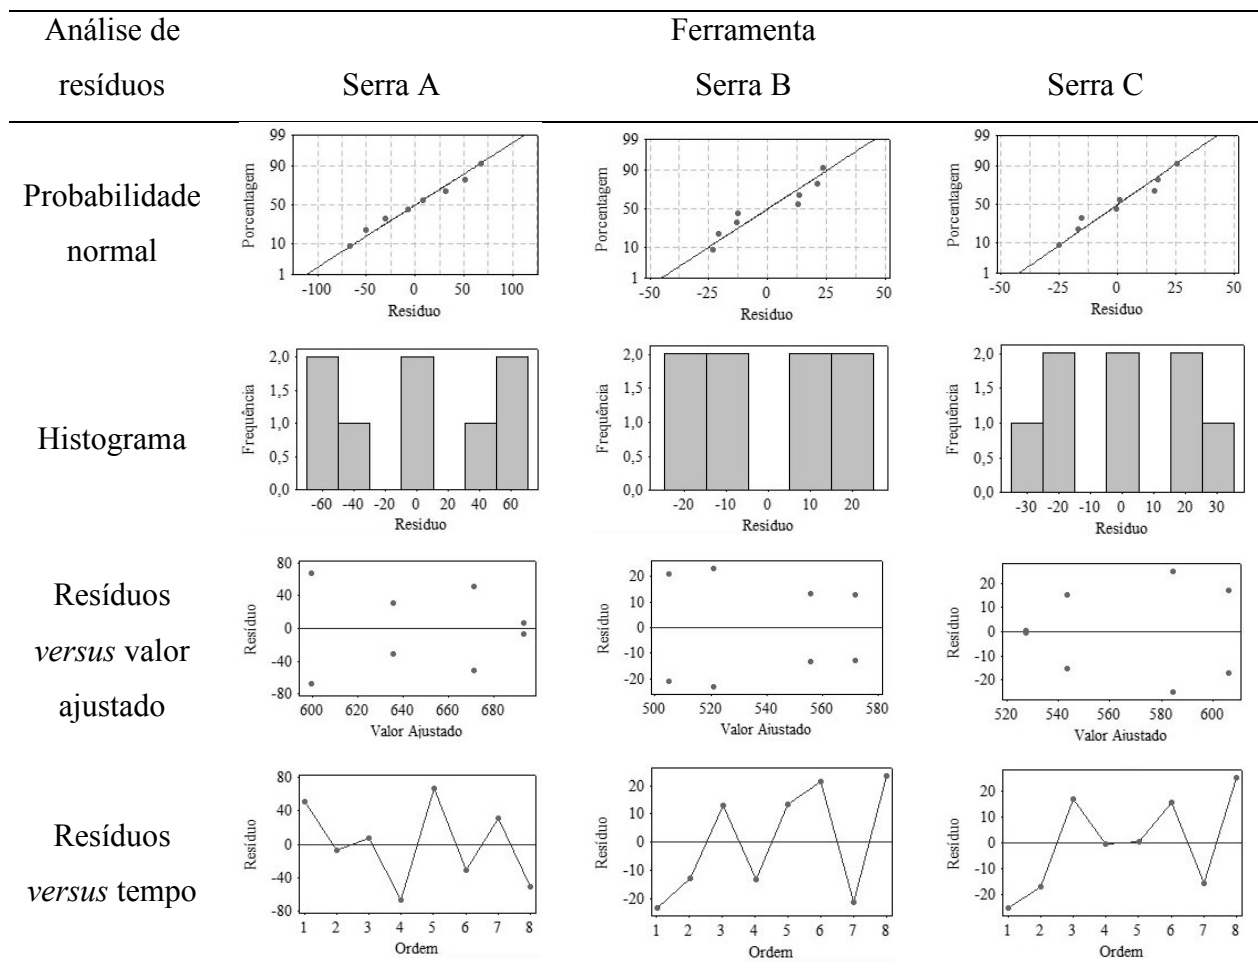 Análise de
resíduos
Ferramenta
Serra A Serra B Serra C
Probabilidade
normal
99
90
50
10
1
Porcentagem
-100 -50 0 50 100
Resíduo
99
90
50
10
1
Porcentagem
-50 -25 0 25 50
Resíduo
99
90
50
10
1
Porcentagem
-50 -25 0 25 50
Resíduo
Histograma
2,0
1,5
1,0
0,5
0,0
Frequência
-60 -40 -20 0 20 40 60
Resíduo
2,0
1,5
1,0
0,5
0,0
Frequência
-20 -10 0 10 20
Resíduo
2,0
1,5
1,0
0,5
0,0
Frequência
-30 -20 -10 0 10 20 30
Resíduo
Resíduos
versus valor
ajustado
80
40
0
-40
-80
Resíduo
600 620 640 660 680
Valor Ajustado
20
10
0
-10
-20
Resíduo
500 520 540 560 580
Valor Ajustado
20
10
0
-10
-20
Resíduo
520 540 560 580 600
Valor Ajustado
Resíduos
versus tempo
80
40
0
-40
-80
Resíduo
1 2 3 4 5 6 7 8
Ordem
20
10
0
-10
-20
Resíduo
1 2 3 4 5 6 7 8
Ordem
20
10
0
-10
-20
Resíduo
1 2 3 4 5 6 7 8
Ordem